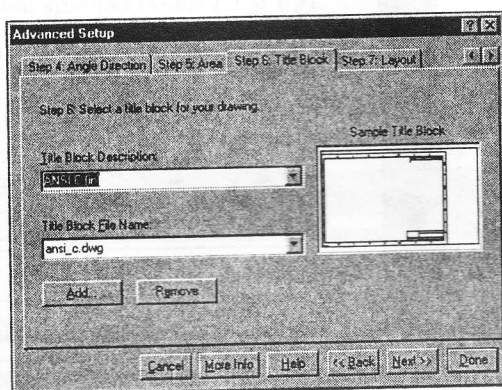 Advanced Setup
Step 4: Angle Direction
Step 5: Area
Step 6: Title Block
Step 7: Layout
Step 6: Select a title block for your drawing.
Sample Title Block
Title Block Description:
(in)
Title Block File Name:
ansi_c.dwg
Add...
Remove
Cancel
More Info
Help
<< Back
Next >>
Done